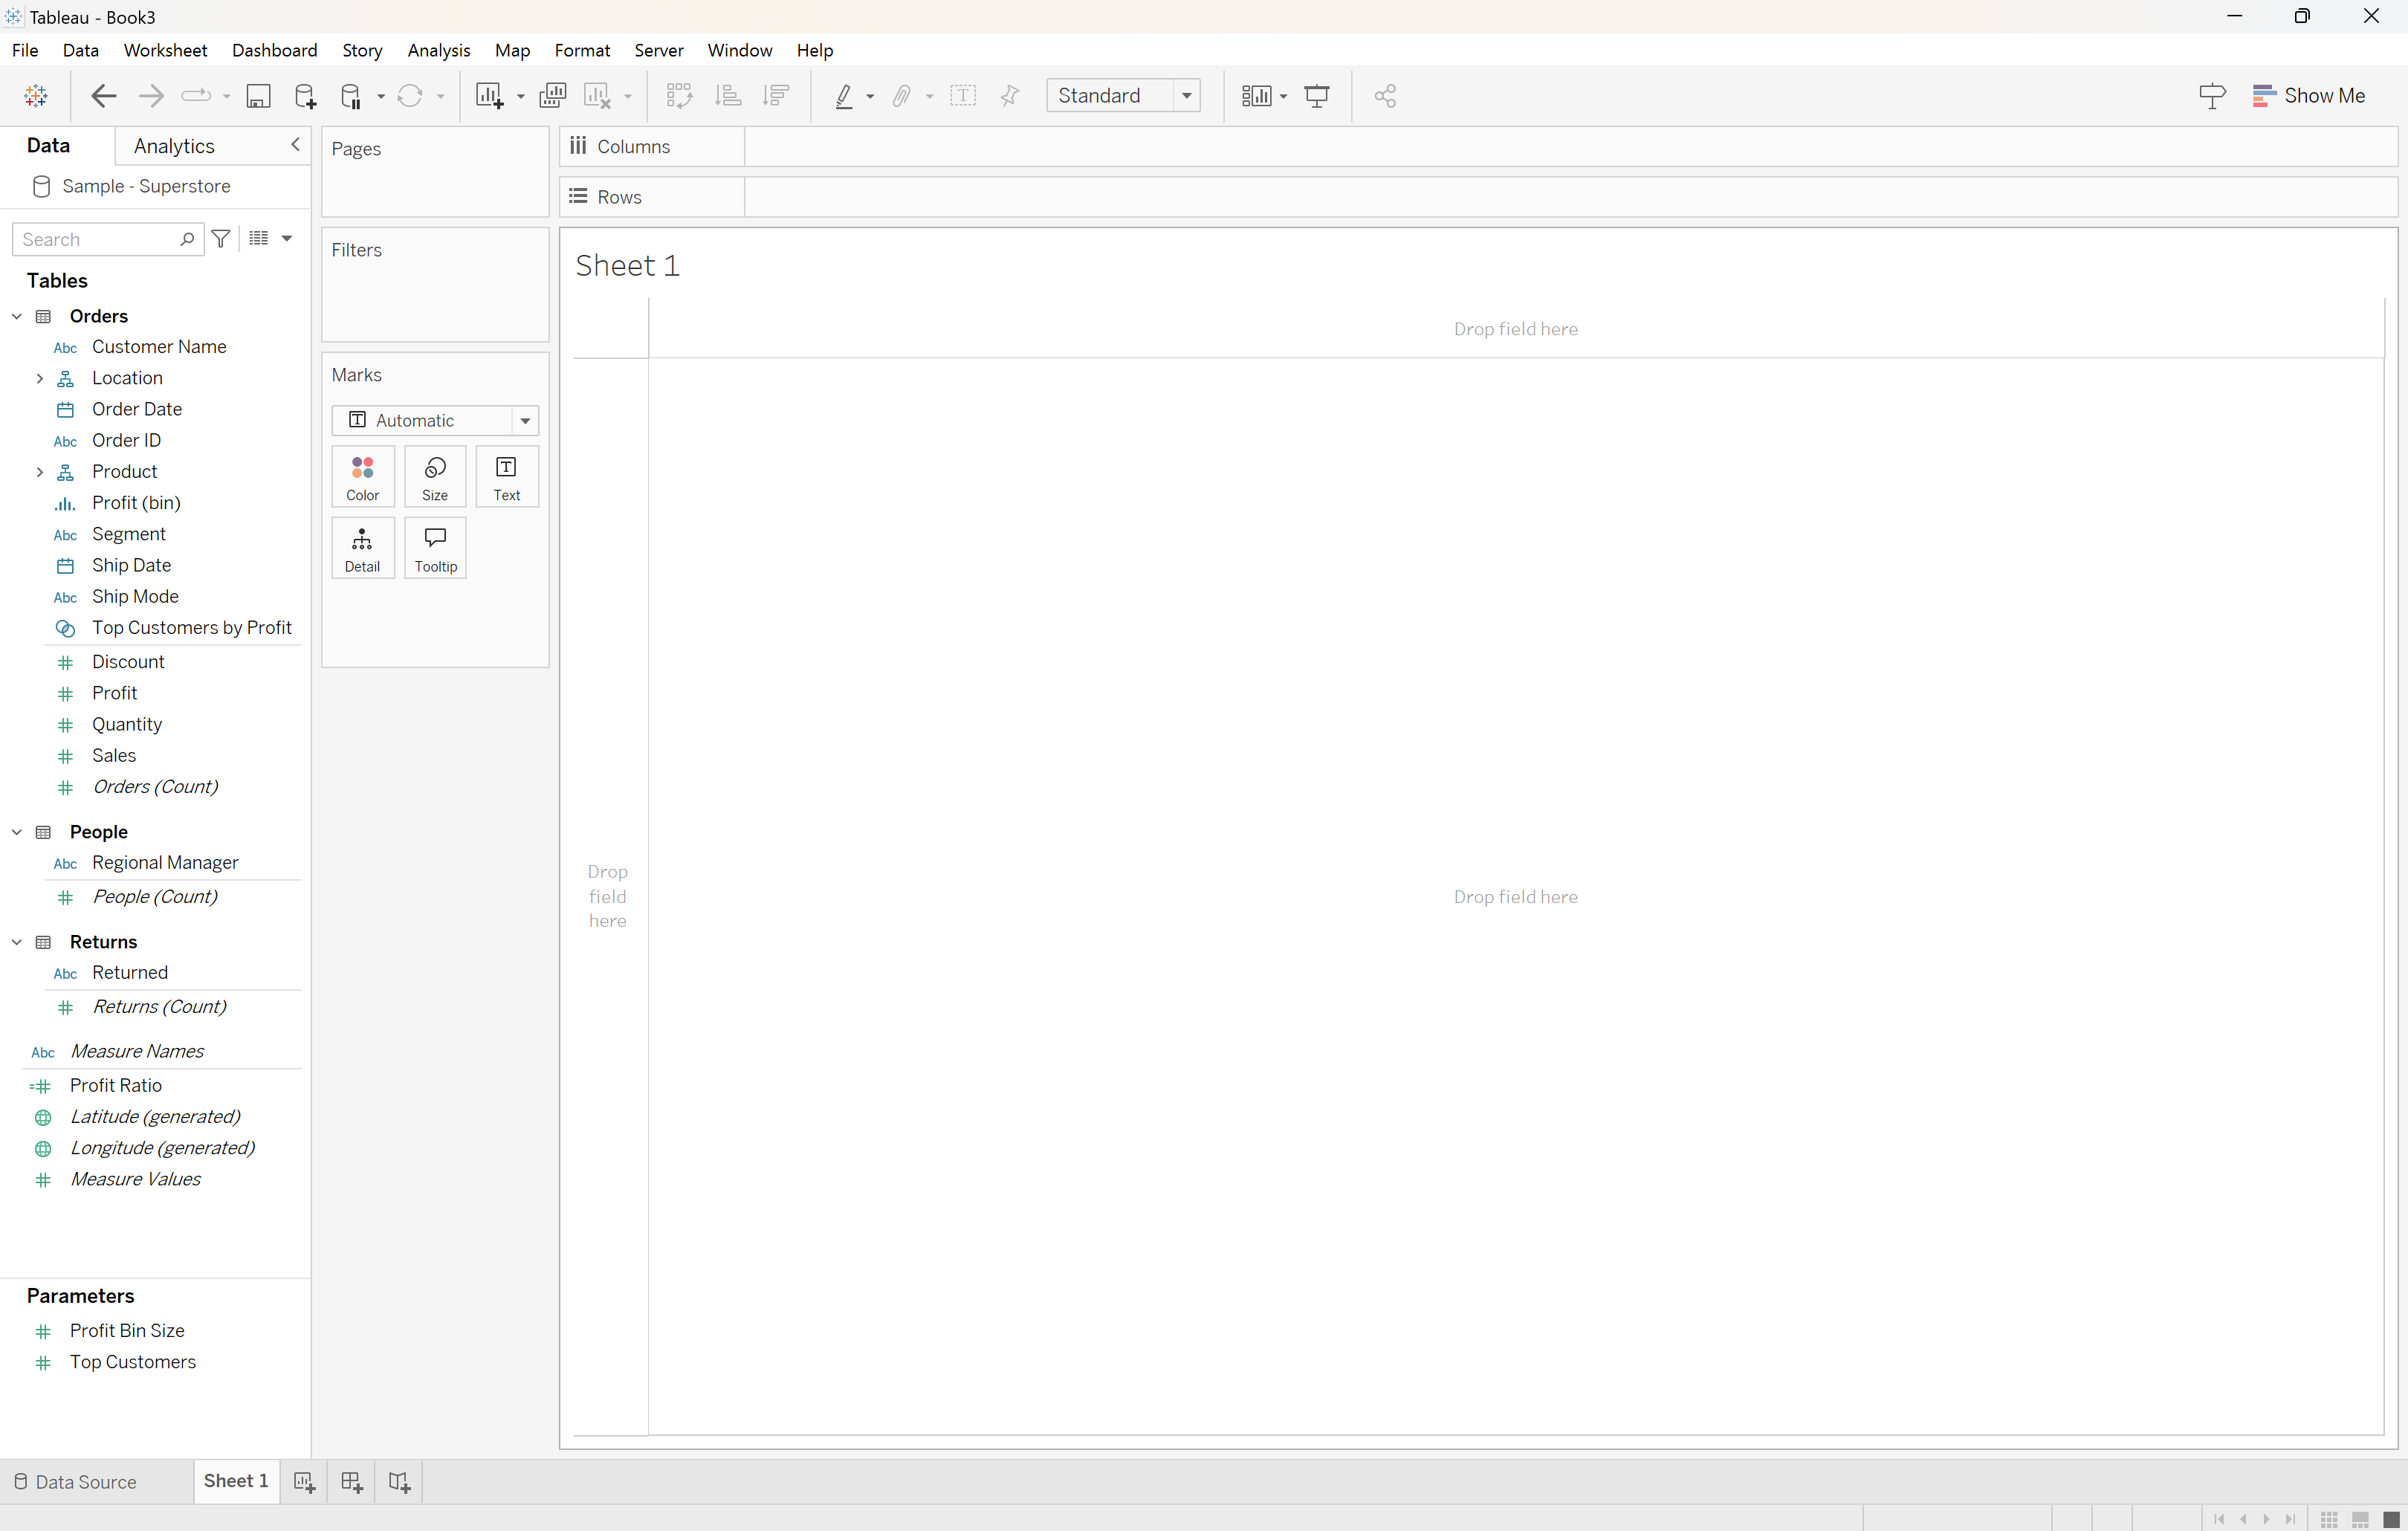 Tableau - Book3
File Data Worksheet Dashboard Story Analysis Map Format Server Window Help
Standard
Show Me
Data Analytics
Sample - Superstore
Search
Tables
Orders
Abc Customer Name
Location
Order Date
Abc Order ID
Product
Profit (bin)
Abc Segment
Ship Date
Abc Ship Mode
Top Customers by Profit
# Discount
# Profit
# Quantity
# Sales
# Orders (Count)
People
Abc Regional Manager
# People (Count)
Returns
Abc Returned
# Returns (Count)
Abc Measure Names
=# Profit Ratio
Latitude (generated)
Longitude (generated)
# Measure Values
Parameters
# Profit Bin Size
# Top Customers
Pages
Filters
Marks
T Automatic
Color Size T Text
Detail Tooltip
Columns
Rows
Sheet 1
Drop field here
Drop
field
here
Drop field here
Data Source Sheet 1